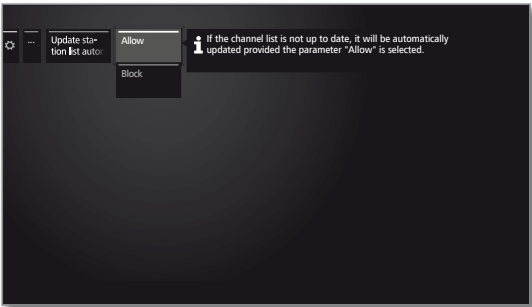 ...
Update sta-
tion list autor
Allow
Block
If the channel list is not up to date, it will be automatically
updated provided the parameter "Allow" is selected.